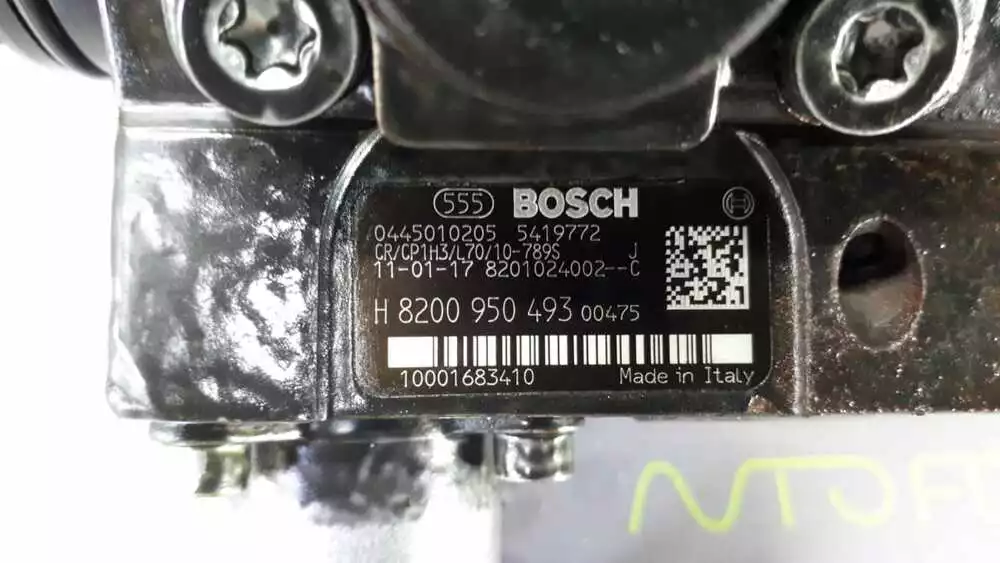 555 BOSCH
0445010205 5419772
CR/CP1H3/L70/10-789S J
11-01-17 8201024002--C
H 8200 950 493 00475
10001683410 Made in Italy